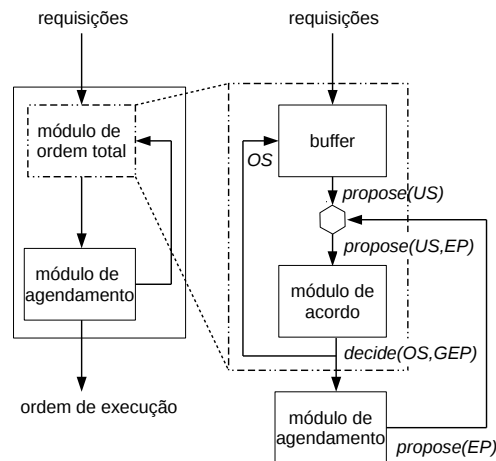 requisições
módulo de
ordem total
módulo de
agendamento
ordem de execução
requisições
buffer
OS
propose(US)
propose(US,EP)
módulo de
acordo
decide(OS,GEP)
módulo de
agendamento
propose(EP)